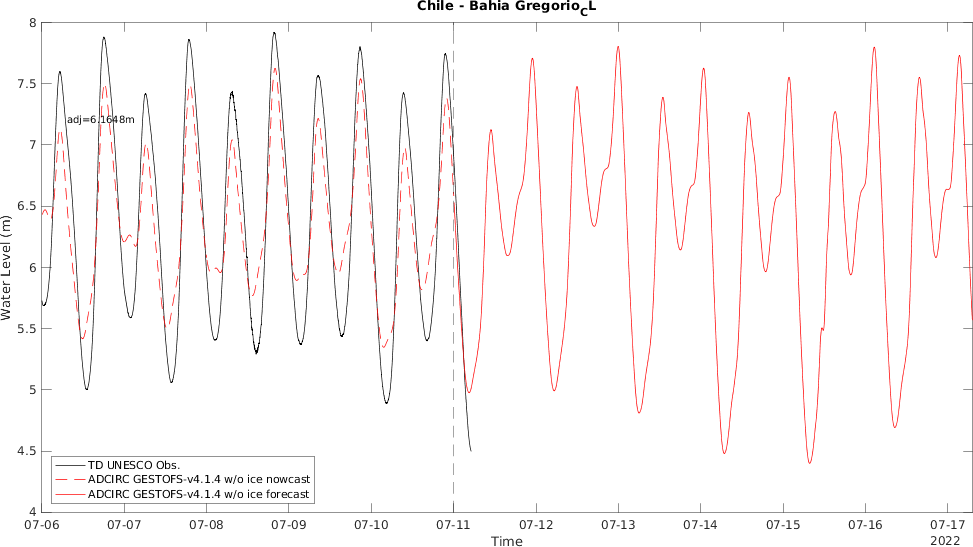 Chile - Bahia Gregorio_CL
8
7.5
7
6.5
6
5.5
5
4.5
4
Water Level (m)
adj=6.1648m
TD UNESCO Obs.
ADCIRC GESTOFS-v4.1.4 w/o ice nowcast
ADCIRC GESTOFS-v4.1.4 w/o ice forecast
07-06 07-07 07-08 07-09 07-10 07-11 07-12 07-13 07-14 07-15 07-16 07-17
Time
2022